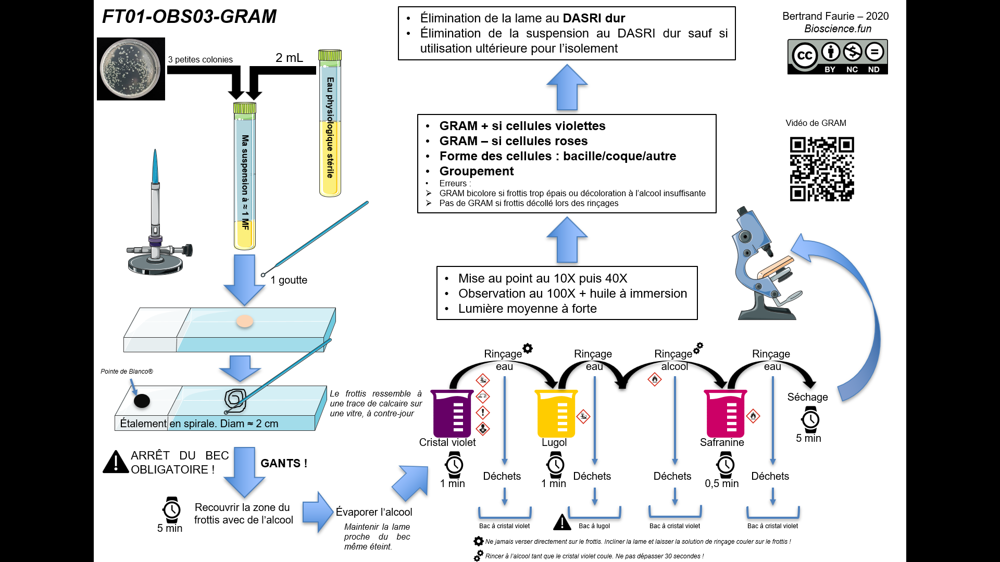 FT01-OBS03-GRAM
3 petites colonies
2 mL
Eau physiologique stérile
Ma suspension à ≈ 1 MF
1 goutte
Pointe de Blanco®
Le frottis ressemble à
une trace de calcaire sur
une vitre, à contre-jour
Étalement en spirale. Diam ≈ 2 cm
ARRÊT DU BEC
OBLIGATOIRE !
GANTS !
5 min
Recouvrir la zone du
frottis avec de l’alcool
Évaporer l’alcool
Maintenir la lame
proche du bec
même éteint.
Rinçage
eau
Rinçage
eau
Rinçage
alcool
Rinçage
eau
Cristal violet
1 min
Lugol
1 min
Safranine
0,5 min
Séchage
5 min
Déchets
Déchets
Déchets
Déchets
Bac à cristal violet
Bac à lugol
Bac à cristal violet
Bac à cristal violet
Ne jamais verser directement sur le frottis. Incliner la lame et laisser la solution de rinçage couler sur le frottis !
Rincer à l’alcool tant que le cristal violet coule. Ne pas dépasser 30 secondes !
• Mise au point au 10X puis 40X
• Observation au 100X + huile à immersion
• Lumière moyenne à forte
• GRAM + si cellules violettes
• GRAM – si cellules roses
• Forme des cellules : bacille/coque/autre
• Groupement
• Erreurs :
➢ GRAM bicolore si frottis trop épais ou décoloration à l’alcool insuffisante
➢ Pas de GRAM si frottis décollé lors des rinçages
• Élimination de la lame au DASRI dur
• Élimination de la suspension au DASRI dur sauf si
utilisation ultérieure pour l’isolement
Bertrand Faurie – 2020
Bioscience.fun
CC
BY NC ND
Vidéo de GRAM